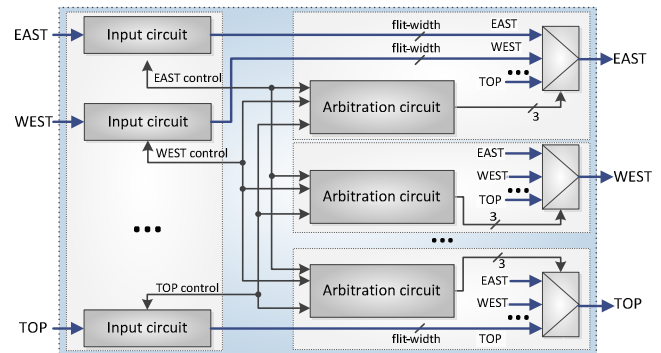 EAST
Input circuit
flit-width
EAST
flit-width
WEST
EAST
TOP
EAST control
Arbitration circuit
3
WEST
Input circuit
WEST control
EAST
WEST
WEST
Arbitration circuit
TOP
3
3
Arbitration circuit
EAST
TOP control
WEST
TOP
TOP
Input circuit
flit-width
TOP